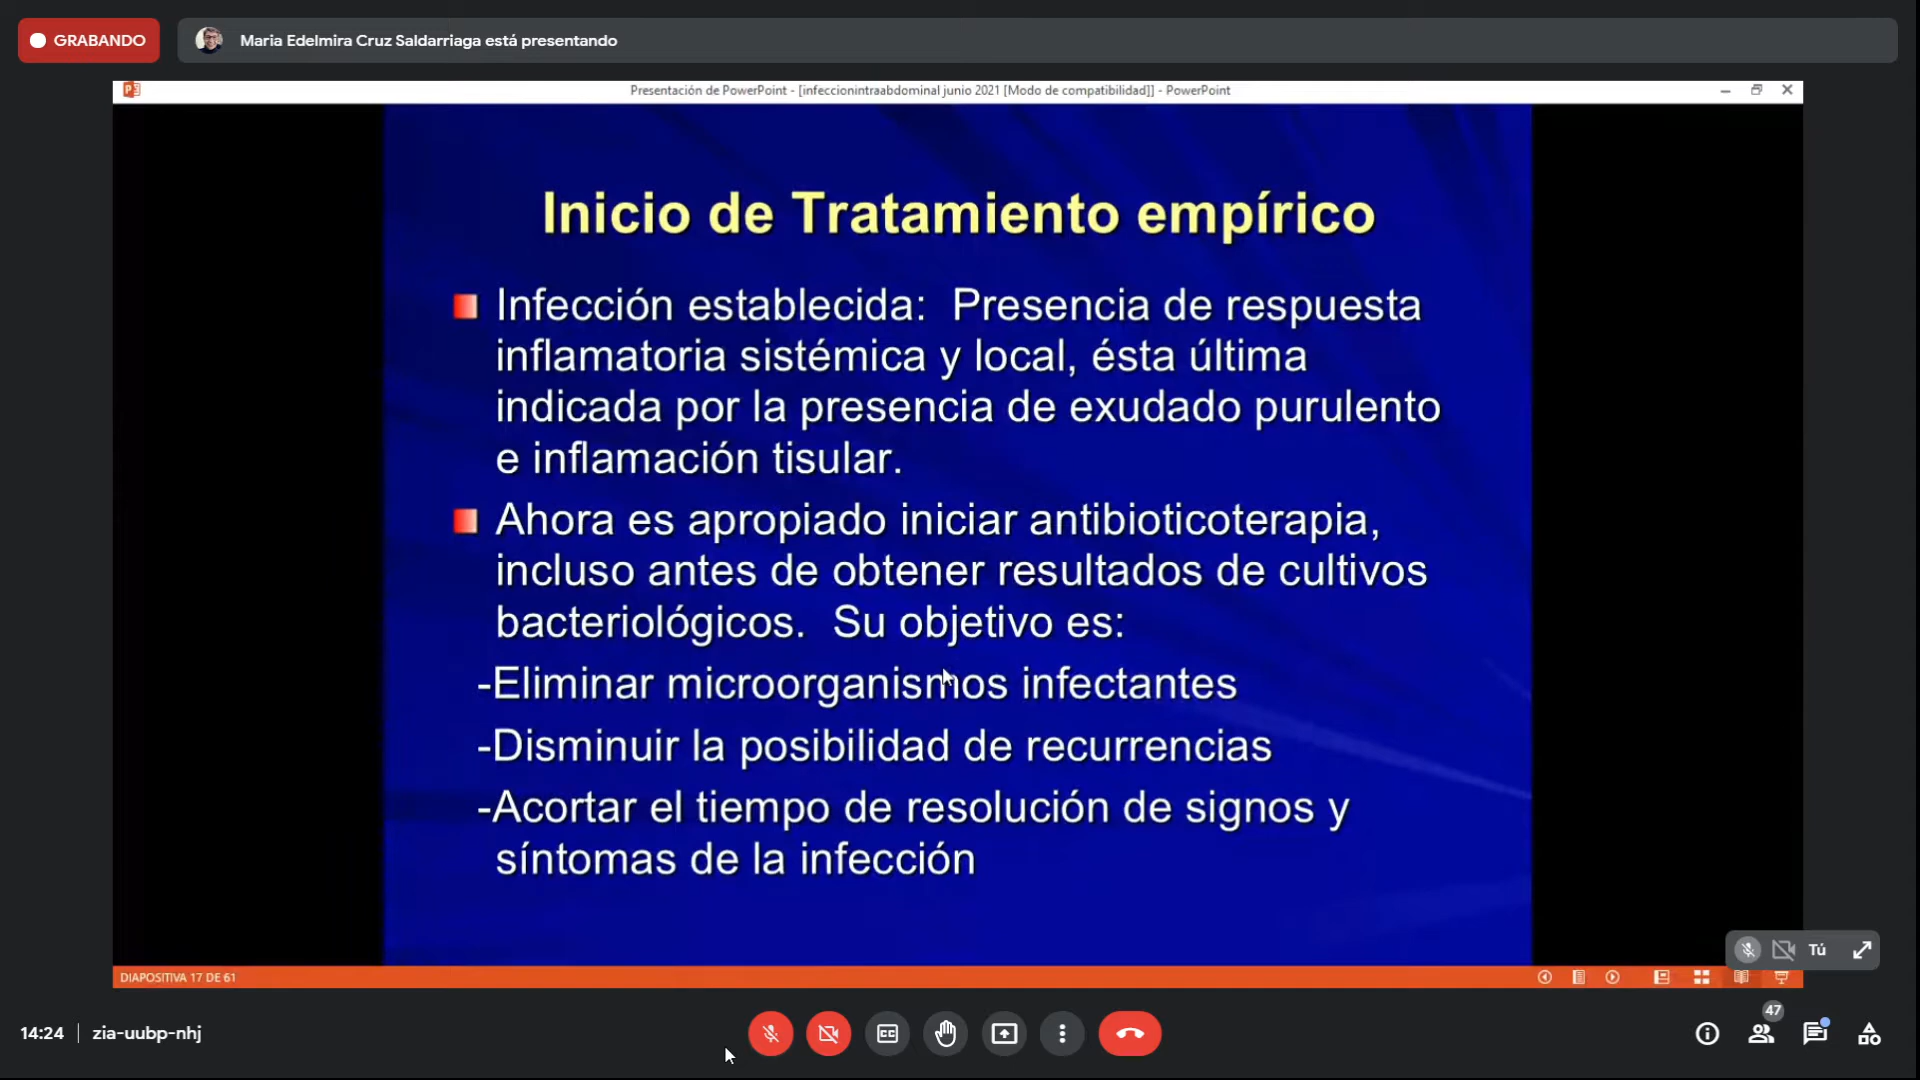 GRABANDO
Maria Edelmira Cruz Saldarriaga está presentando
Presentación de PowerPoint - [infeccionintraabdominal junio 2021 [Modo de compatibilidad]] - PowerPoint
Inicio de Tratamiento empírico
Infección establecida: Presencia de respuesta
inflamatoria sistémica y local, ésta última
indicada por la presencia de exudado purulento
e inflamación tisular.
Ahora es apropiado iniciar antibioticoterapia,
incluso antes de obtener resultados de cultivos
bacteriológicos. Su objetivo es:
-Eliminar microorganismos infectantes
-Disminuir la posibilidad de recurrencias
-Acortar el tiempo de resolución de signos y
síntomas de la infección
Tú
DIAPOSITIVA 17 DE 61
14:24 | zia-uubp-nhj
CC
47